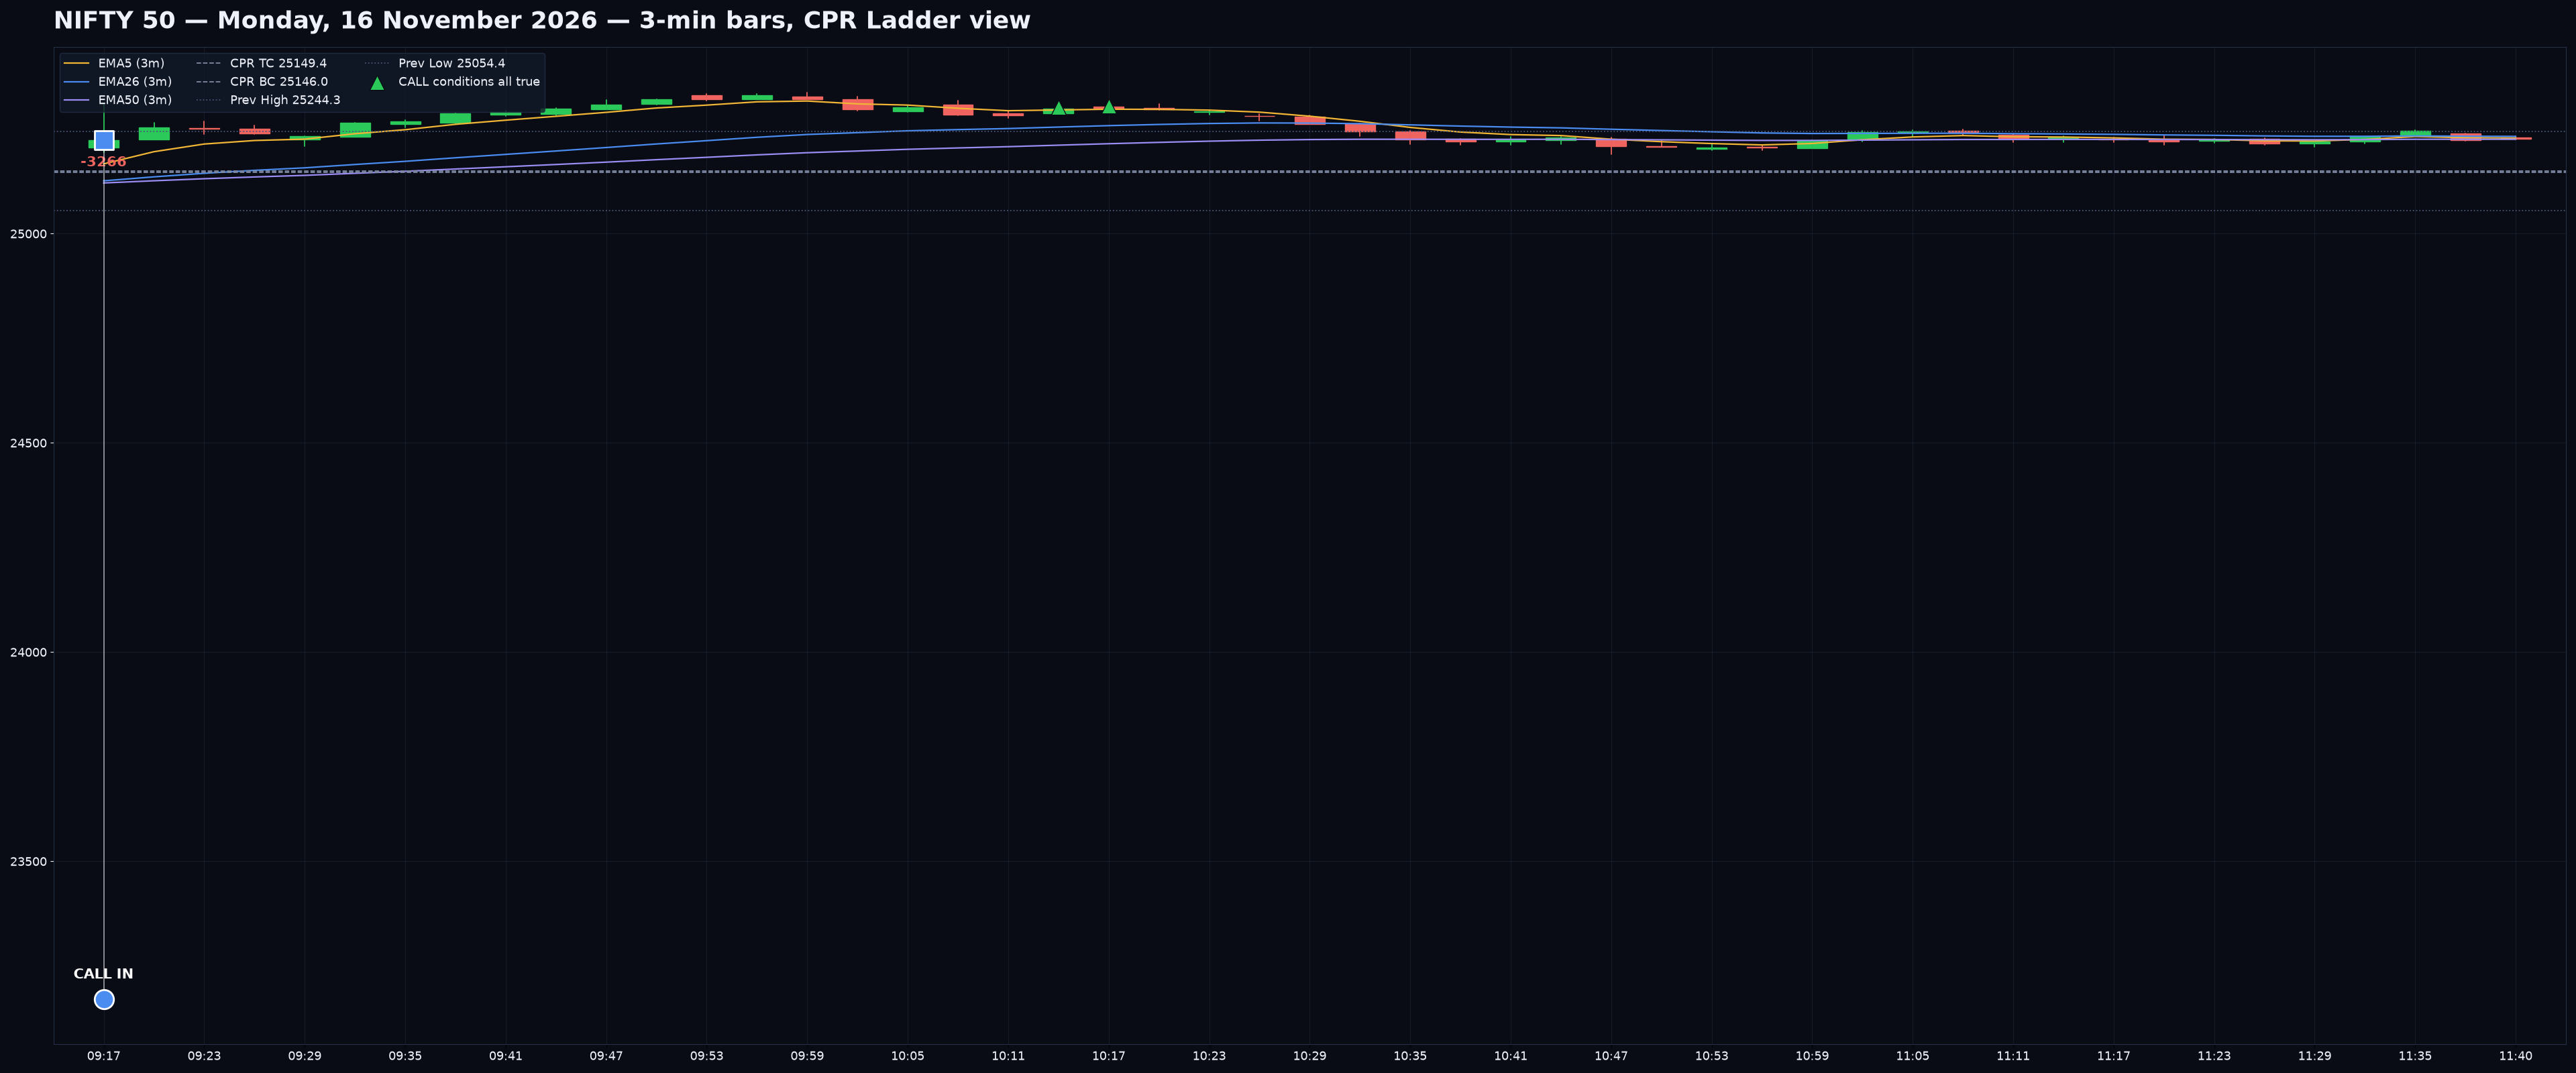 NIFTY 50 — Monday, 16 November 2026 — 3-min bars, CPR Ladder view
EMA5 (3m)
EMA26 (3m)
EMA50 (3m)
CPR TC 25149.4
CPR BC 25146.0
Prev High 25244.3
Prev Low 25054.4
CALL conditions all true
-3266
25000
24500
24000
23500
CALL IN
09:17 09:23 09:29 09:35 09:41 09:47 09:53 09:59 10:05 10:11 10:17 10:23 10:29 10:35 10:41 10:47 10:53 10:59 11:05 11:11 11:17 11:23 11:29 11:35 11:40